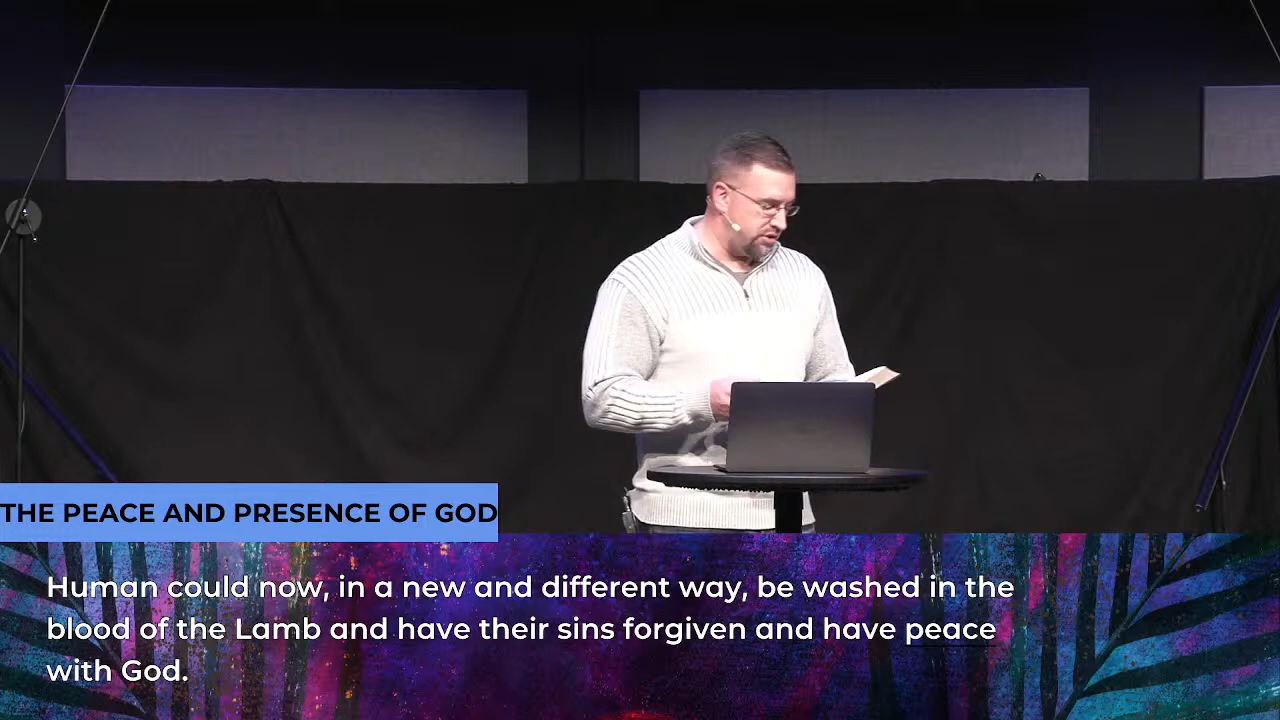 THE PEACE AND PRESENCE OF GOD
Human could now, in a new and different way, be washed in the
blood of the Lamb and have their sins forgiven and have peace
with God.